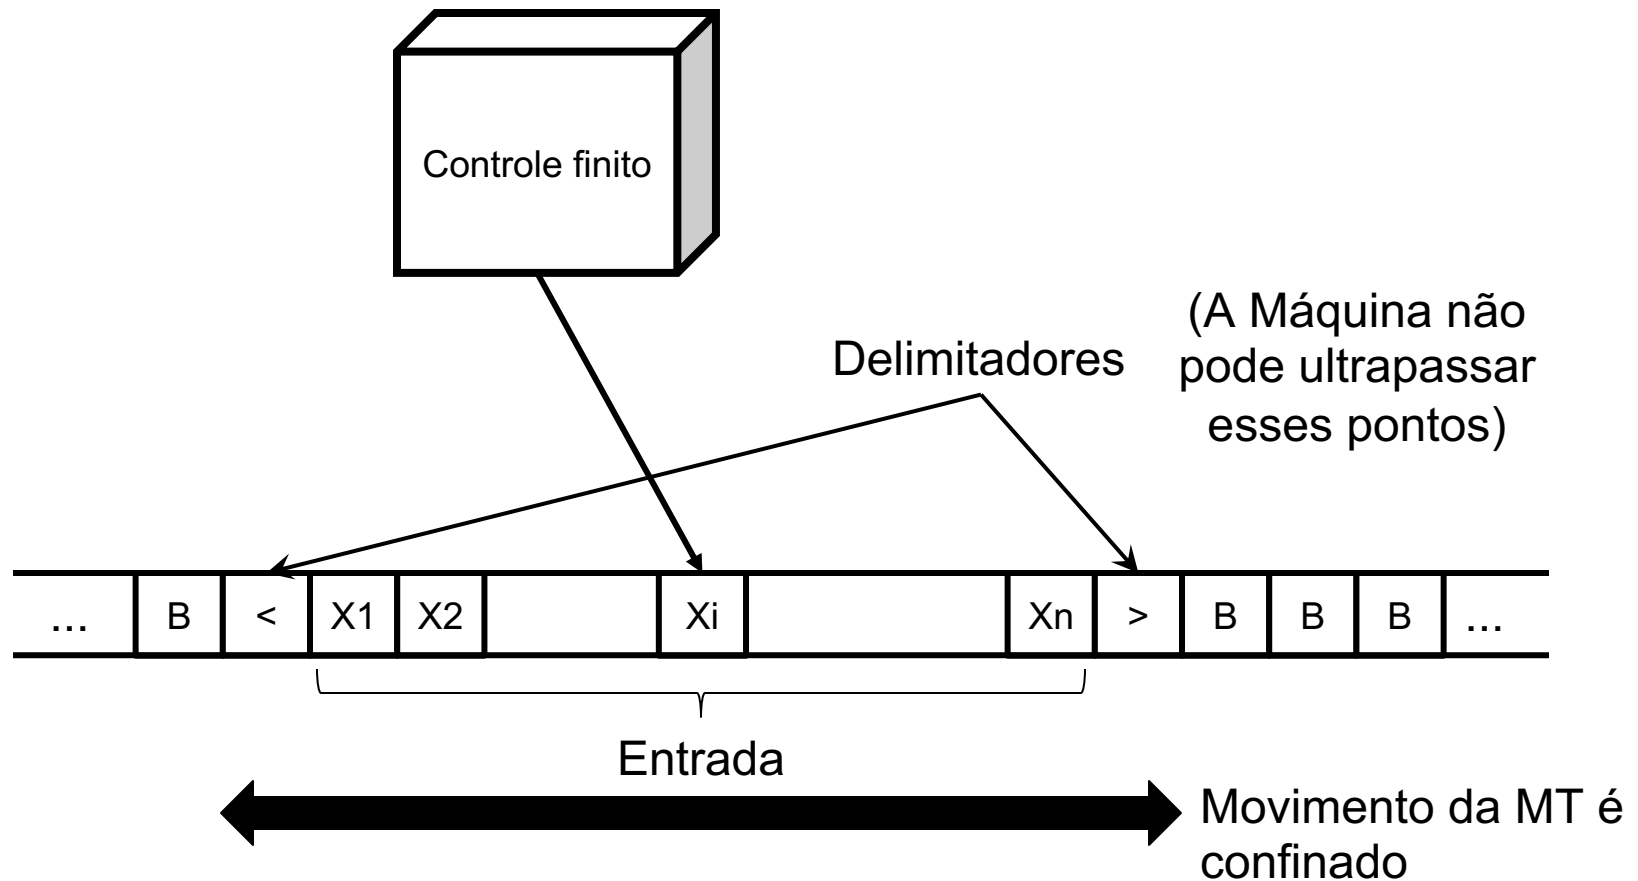 Controle finito
(A Máquina não
Delimitadores
pode ultrapassar
esses pontos)
... B < X1 X2 Xi Xn > B B B ...
Entrada
Movimento da MT é
confinado